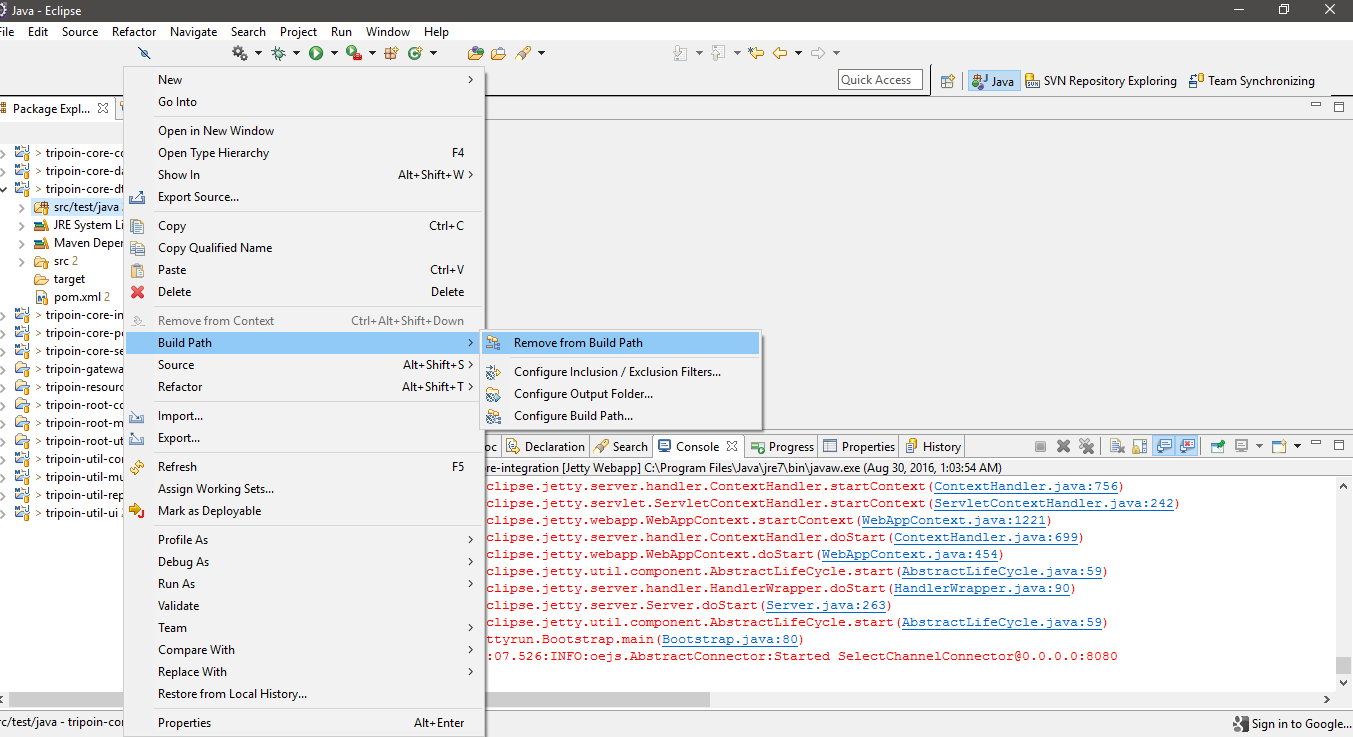 Java - Eclipse
File Edit Source Refactor Navigate Search Project Run Window Help
Quick Access Java SVN Repository Exploring Team Synchronizing
Package Expl...
> tripoin-core-co
> tripoin-core-da
> tripoin-core-dt
src/test/java
JRE System Li
Maven Deper
src 2
target
pom.xml 2
> tripoin-core-in
> tripoin-core-po
> tripoin-core-se
> tripoin-gatewa
> tripoin-resourc
> tripoin-root-co
> tripoin-root-m
> tripoin-root-ut
> tripoin-util-cor
> tripoin-util-mu
> tripoin-util-rep
> tripoin-util-ui
New
Go Into
Open in New Window
Open Type Hierarchy F4
Show In Alt+Shift+W >
Export Source...
Copy Ctrl+C
Copy Qualified Name
Paste Ctrl+V
Delete Delete
Remove from Context Ctrl+Alt+Shift+Down
Build Path
Source Alt+Shift+S >
Refactor Alt+Shift+T >
Import...
Export...
Refresh F5
Assign Working Sets...
Mark as Deployable
Profile As
Debug As
Run As
Validate
Team
Compare With
Replace With
Restore from Local History...
Properties Alt+Enter
Remove from Build Path
Configure Inclusion / Exclusion Filters...
Configure Output Folder...
Configure Build Path...
oc Declaration Search Console Progress Properties History
re-integration [Jetty Webapp] C:\Program Files\Java\jre7\bin\javaw.exe (Aug 30, 2016, 1:03:54 AM)
clipse.jetty.server.handler.ContextHandler.startContext(ContextHandler.java:756)
clipse.jetty.servlet.ServletContextHandler.startContext(ServletContextHandler.java:242)
clipse.jetty.webapp.WebAppContext.startContext(WebAppContext.java:1221)
clipse.jetty.server.handler.ContextHandler.doStart(ContextHandler.java:699)
clipse.jetty.webapp.WebAppContext.doStart(WebAppContext.java:454)
clipse.jetty.util.component.AbstractLifeCycle.start(AbstractLifeCycle.java:59)
clipse.jetty.server.handler.HandlerWrapper.doStart(HandlerWrapper.java:90)
clipse.jetty.server.Server.doStart(Server.java:263)
clipse.jetty.util.component.AbstractLifeCycle.start(AbstractLifeCycle.java:59)
ttyrun.Bootstrap.main(Bootstrap.java:80)
:07.526:INFO:oejs.AbstractConnector:Started SelectChannelConnector@0.0.0.0:8080
rc/test/java - tripoin-cor Sign in to Google...